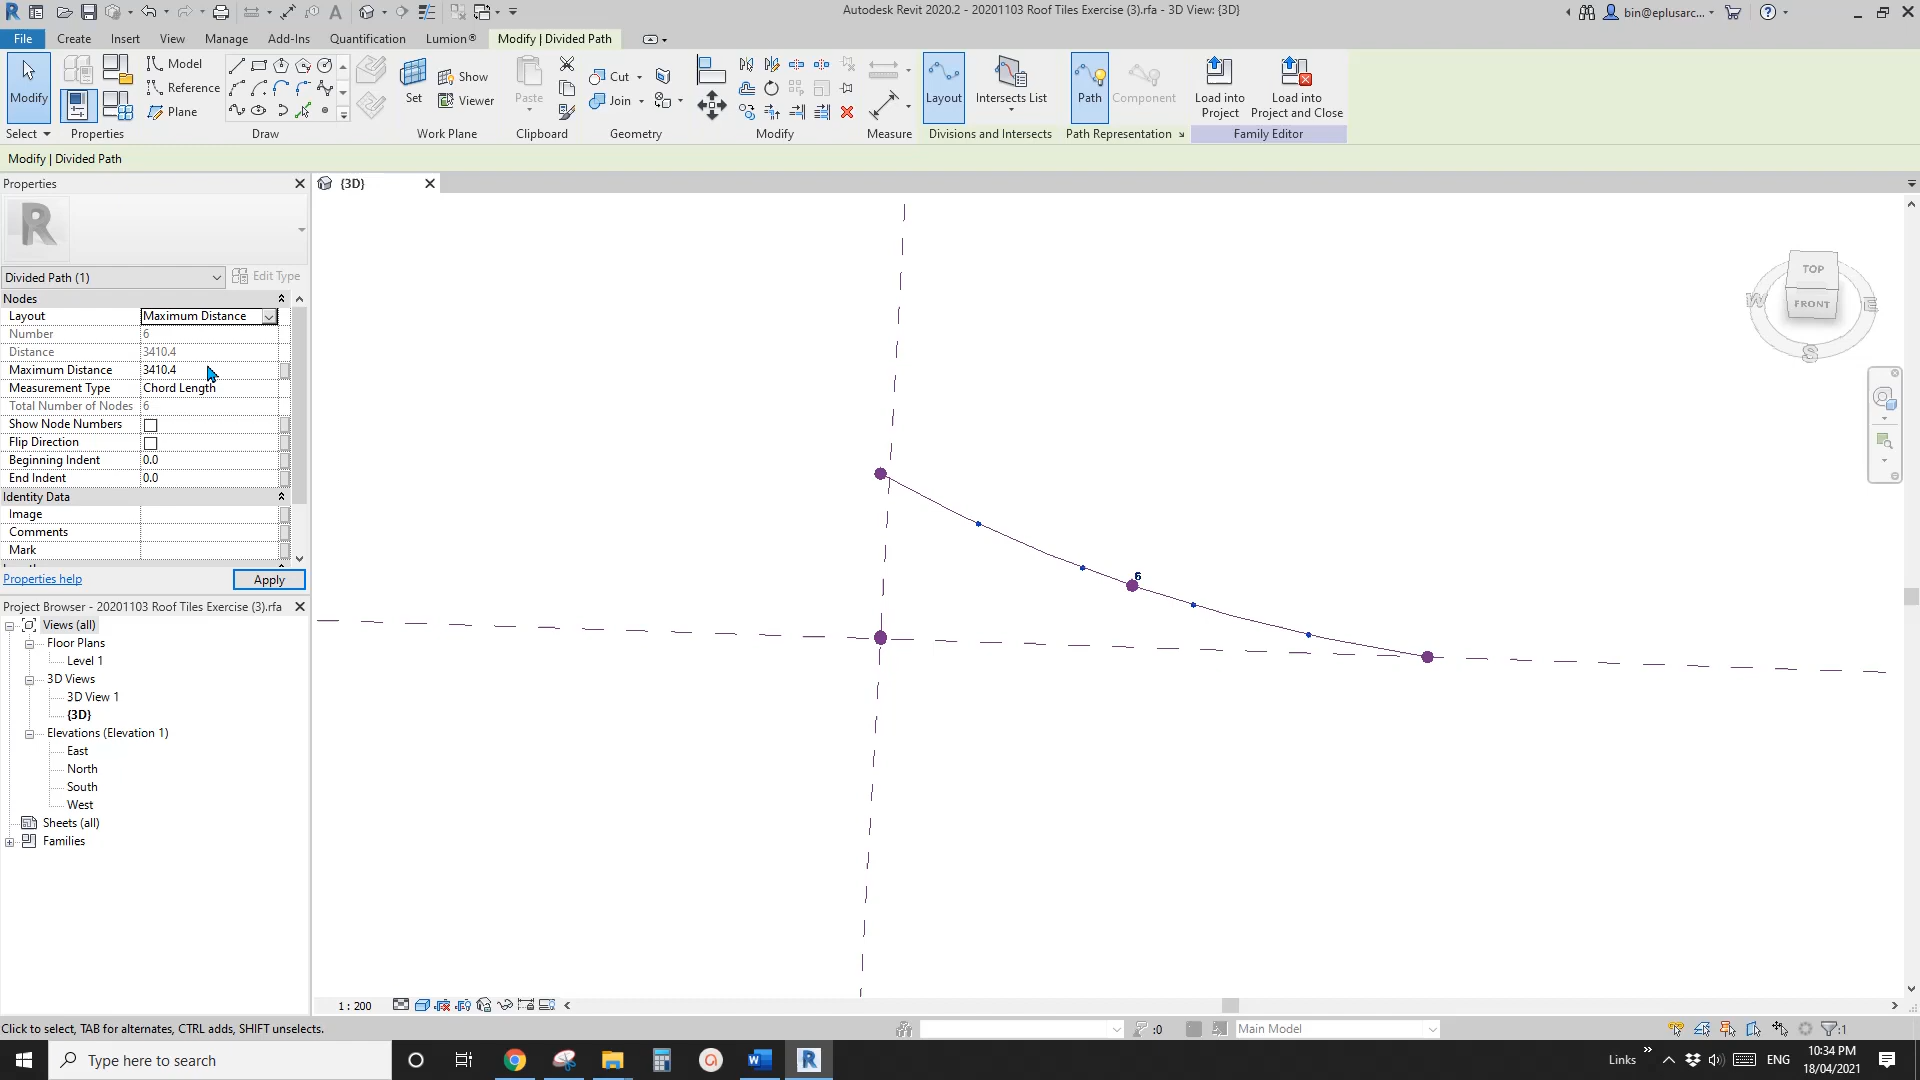 Autodesk Revit 2020.2 - 20201103 Roof Tiles Exercise (3).rfa - 3D View: {3D}
bin@eplusarc...
File Create Insert View Manage Add-Ins Quantification Lumion® Modify | Divided Path
Modify
Model
Reference
Plane
Set
Show
Viewer
Paste
Cut
Join
Layout
Intersects List
Path
Component
Load into Project
Load into Project and Close
Select Properties Draw Work Plane Clipboard Geometry Modify Measure Divisions and Intersects Path Representation Family Editor
Modify | Divided Path
Properties
{3D}
R
Divided Path (1)
Edit Type
Nodes
Layout Maximum Distance
Number 6
Distance 3410.4
Maximum Distance 3410.4
Measurement Type Chord Length
Total Number of Nodes 6
Show Node Numbers
Flip Direction
Beginning Indent 0.0
End Indent 0.0
Identity Data
Image
Comments
Mark
Properties help
Apply
Project Browser - 20201103 Roof Tiles Exercise (3).rfa
Views (all)
Floor Plans
Level 1
3D Views
3D View 1
{3D}
Elevations (Elevation 1)
East
North
South
West
Sheets (all)
Families
6
TOP
FRONT
W
E
S
1 : 200
Click to select, TAB for alternates, CTRL adds, SHIFT unselects.
:0
Main Model
:1
Type here to search
Links
ENG
10:34 PM
18/04/2021